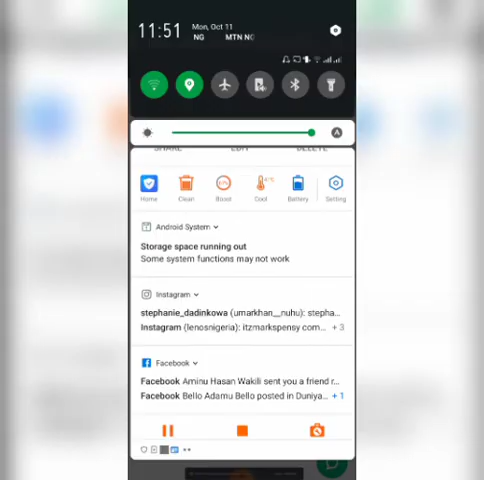 11:51
Mon, Oct 11
NG MTN NG
A
SHARE EDIT DELETE
Home Clean Boost Cool Battery Setting
Android System
Storage space running out
Some system functions may not work
Instagram
stephanie_dadinkowa (umarkhan__nuhu): stepha...
Instagram (lenosnigeria): itzmarkspensy com... + 3
Facebook
Facebook Aminu Hasan Wakili sent you a friend r...
Facebook Bello Adamu Bello posted in Duniya... + 1